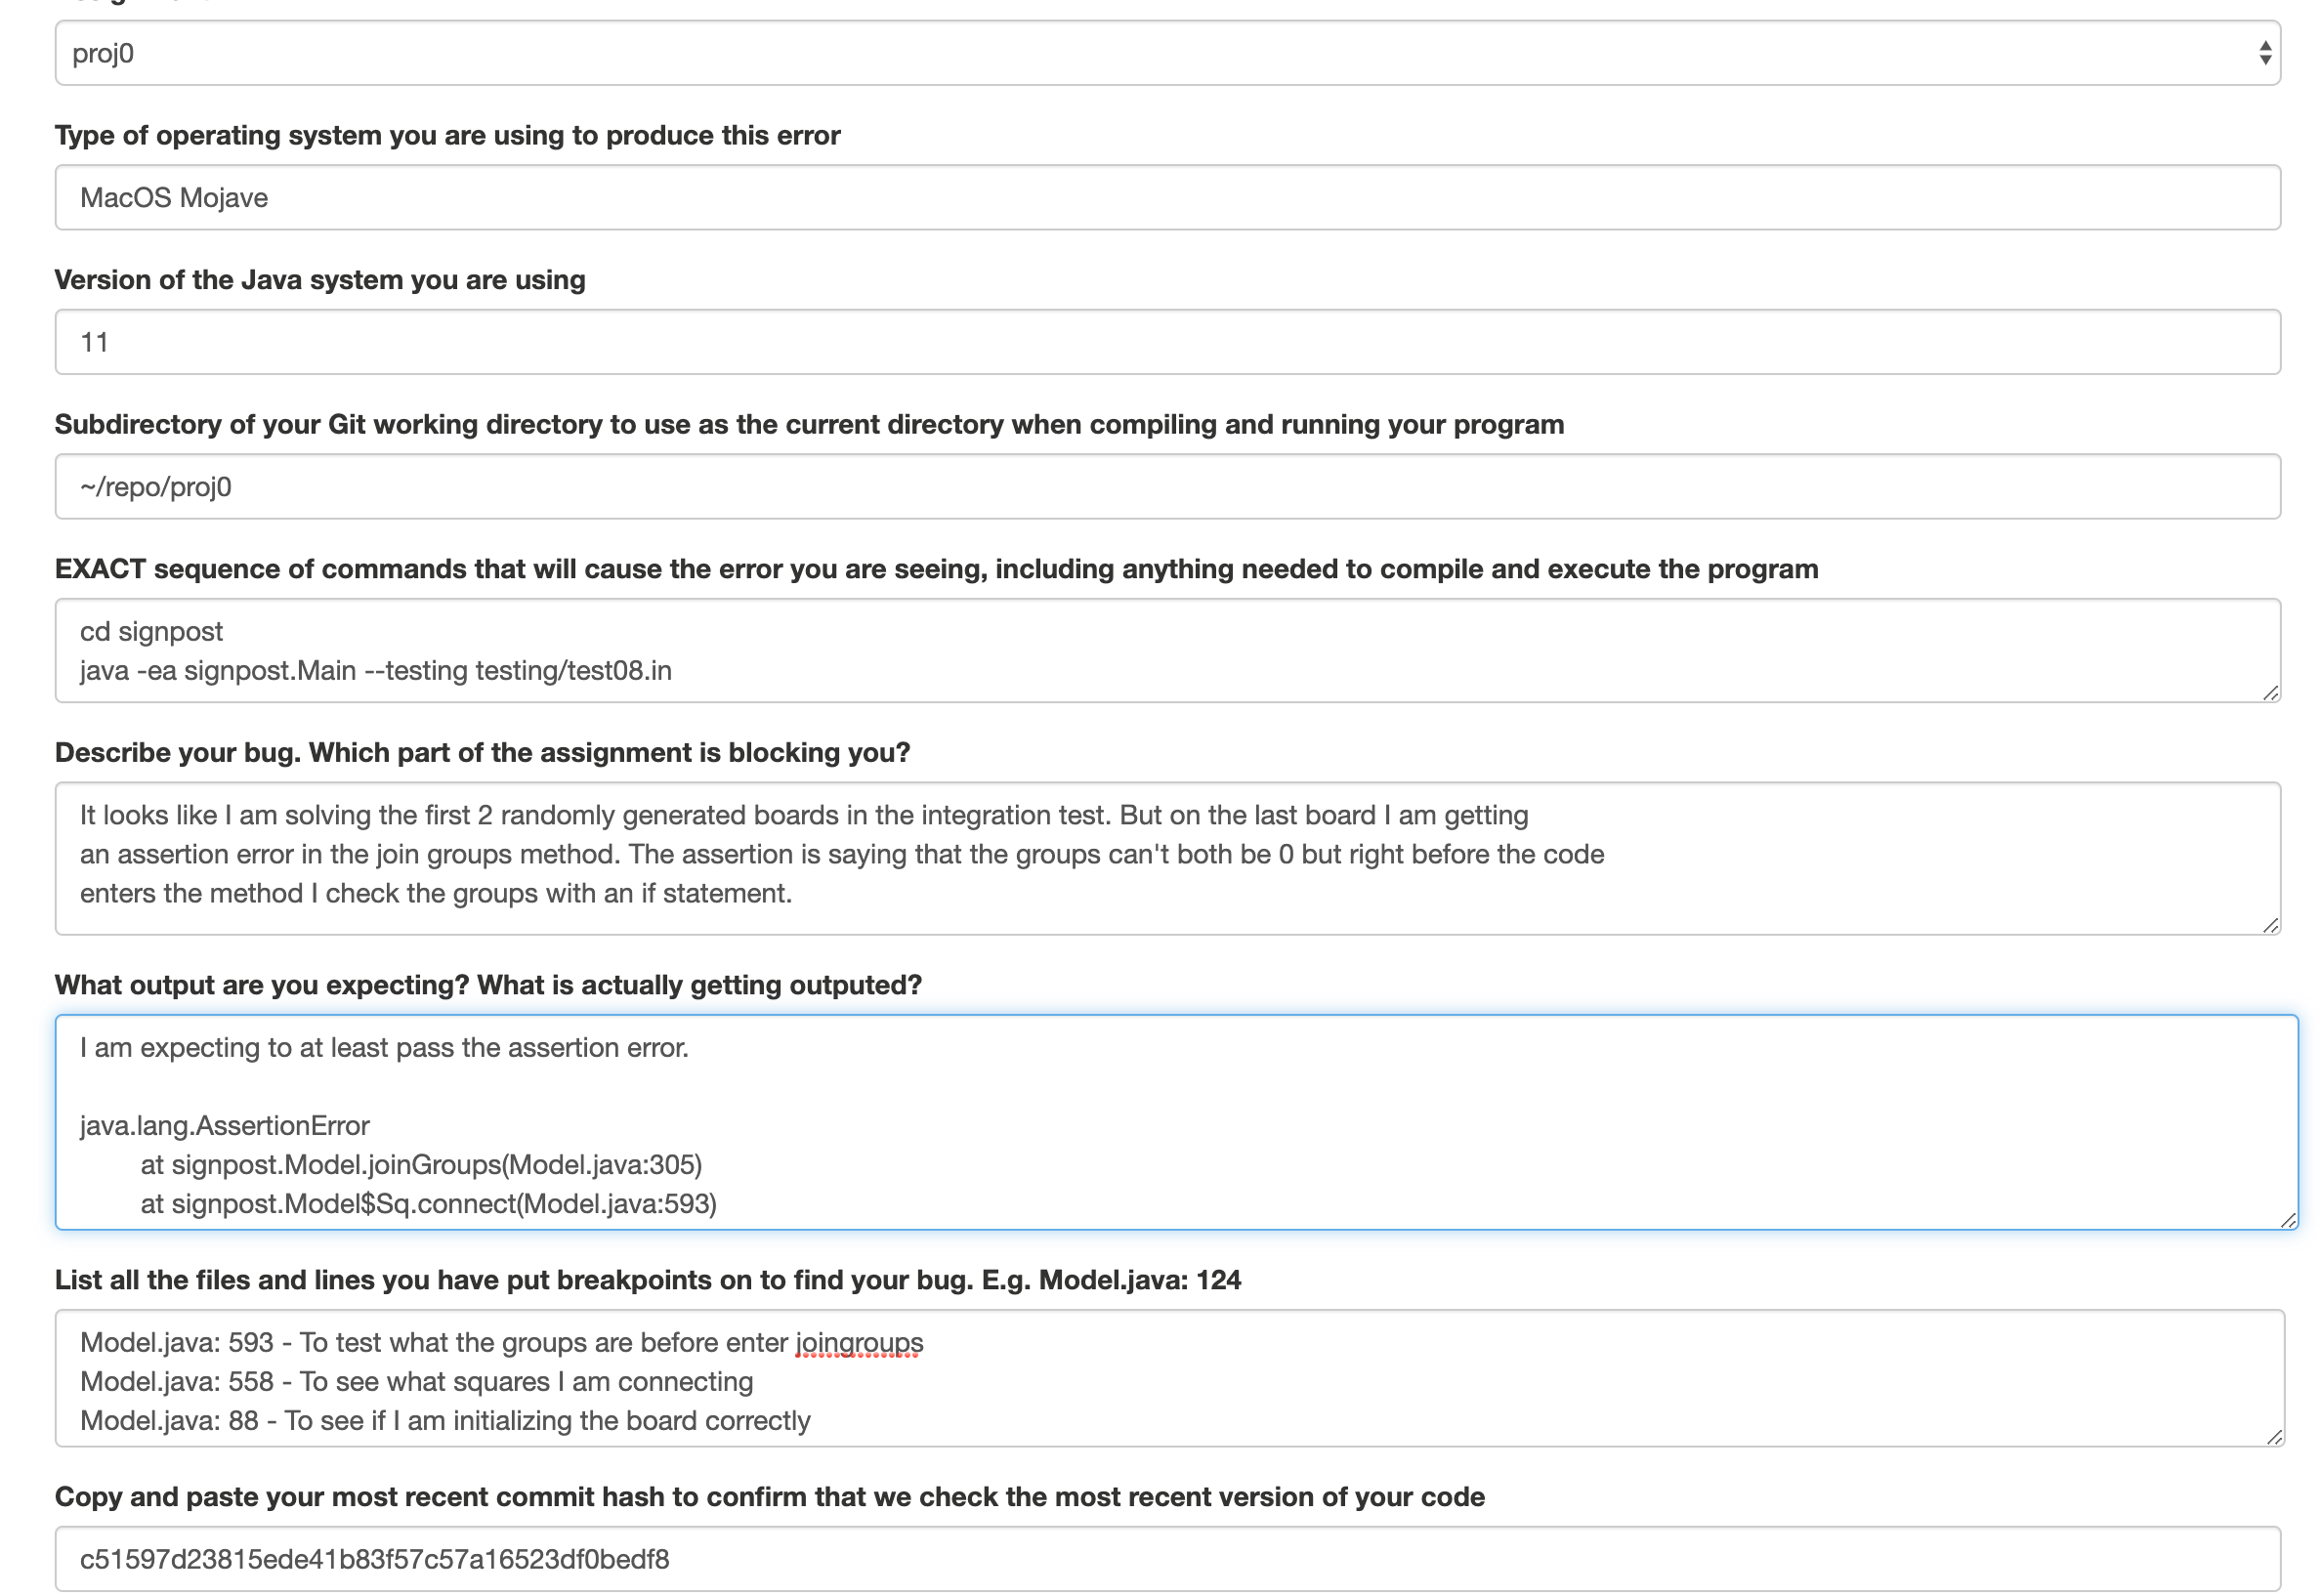 proj0
Type of operating system you are using to produce this error
MacOS Mojave
Version of the Java system you are using
11
Subdirectory of your Git working directory to use as the current directory when compiling and running your program
~/repo/proj0
EXACT sequence of commands that will cause the error you are seeing, including anything needed to compile and execute the program
cd signpost
java -ea signpost.Main --testing testing/test08.in
Describe your bug. Which part of the assignment is blocking you?
It looks like I am solving the first 2 randomly generated boards in the integration test. But on the last board I am getting
an assertion error in the join groups method. The assertion is saying that the groups can't both be 0 but right before the code
enters the method I check the groups with an if statement.
What output are you expecting? What is actually getting outputed?
I am expecting to at least pass the assertion error.
java.lang.AssertionError
at signpost.Model.joinGroups(Model.java:305)
at signpost.Model$Sq.connect(Model.java:593)
List all the files and lines you have put breakpoints on to find your bug. E.g. Model.java: 124
Model.java: 593 - To test what the groups are before enter joingroups
Model.java: 558 - To see what squares I am connecting
Model.java: 88 - To see if I am initializing the board correctly
Copy and paste your most recent commit hash to confirm that we check the most recent version of your code
c51597d23815ede41b83f57c57a16523df0bedf8